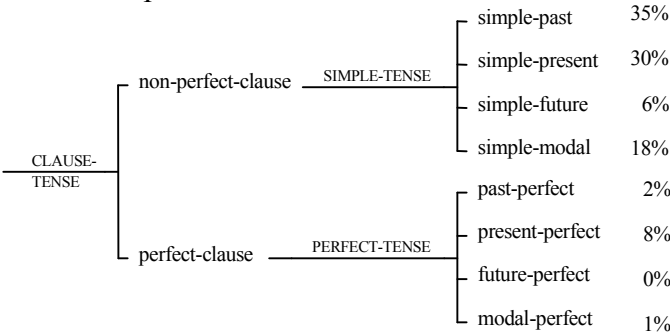 simple-past 35%
simple-present 30%
non-perfect-clause SIMPLE-TENSE
simple-future 6%
simple-modal 18%
CLAUSE-
TENSE
past-perfect 2%
present-perfect 8%
perfect-clause PERFECT-TENSE
future-perfect 0%
modal-perfect 1%